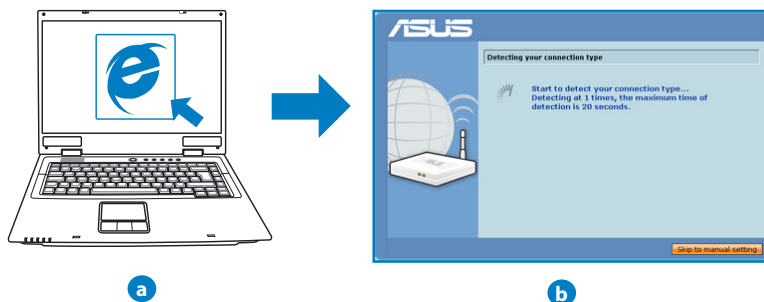 ASUS
Detecting your connection type
Start to detect your connection type...
Detecting at 1 times, the maximum time of
detection is 20 seconds.
ASUS
Skip to manual setting
a
b